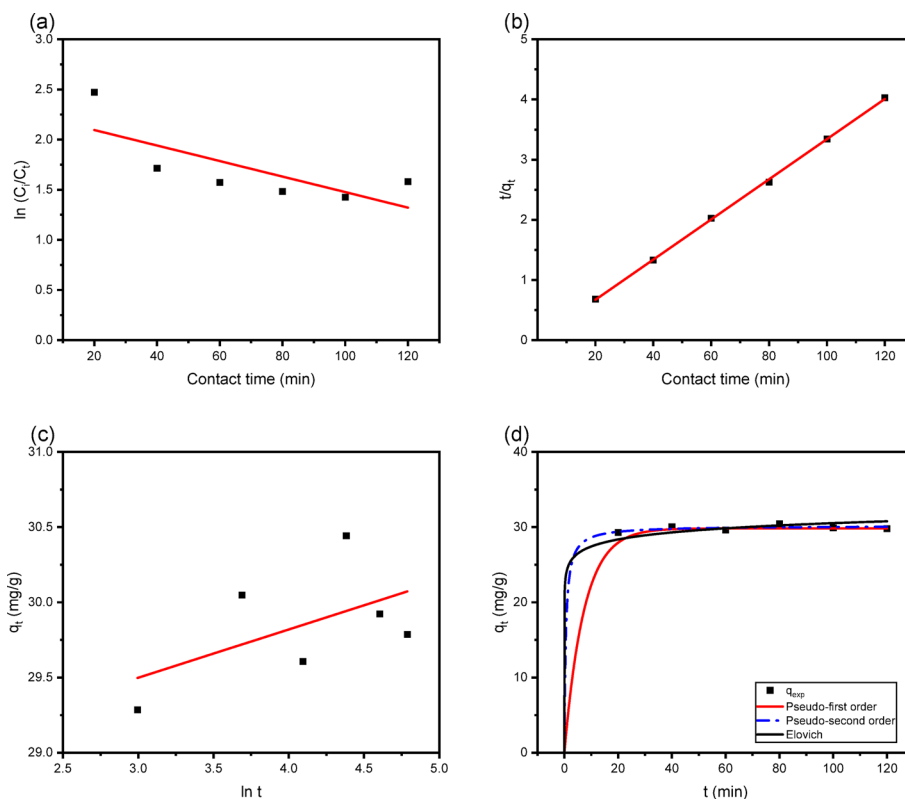 (a)
3.0
2.5
2.0
1.5
1.0
0.5
0.0
ln (Ci/Ct)
20 40 60 80 100 120
Contact time (min)
(b)
5
4
3
2
1
0
t/qt
20 40 60 80 100 120
Contact time (min)
(c)
31.0
30.5
30.0
29.5
29.0
qt (mg/g)
2.5 3.0 3.5 4.0 4.5 5.0
ln t
(d)
40
30
20
10
0
qt (mg/g)
qexp
Pseudo-first order
Pseudo-second order
Elovich
0 20 40 60 80 100 120
t (min)